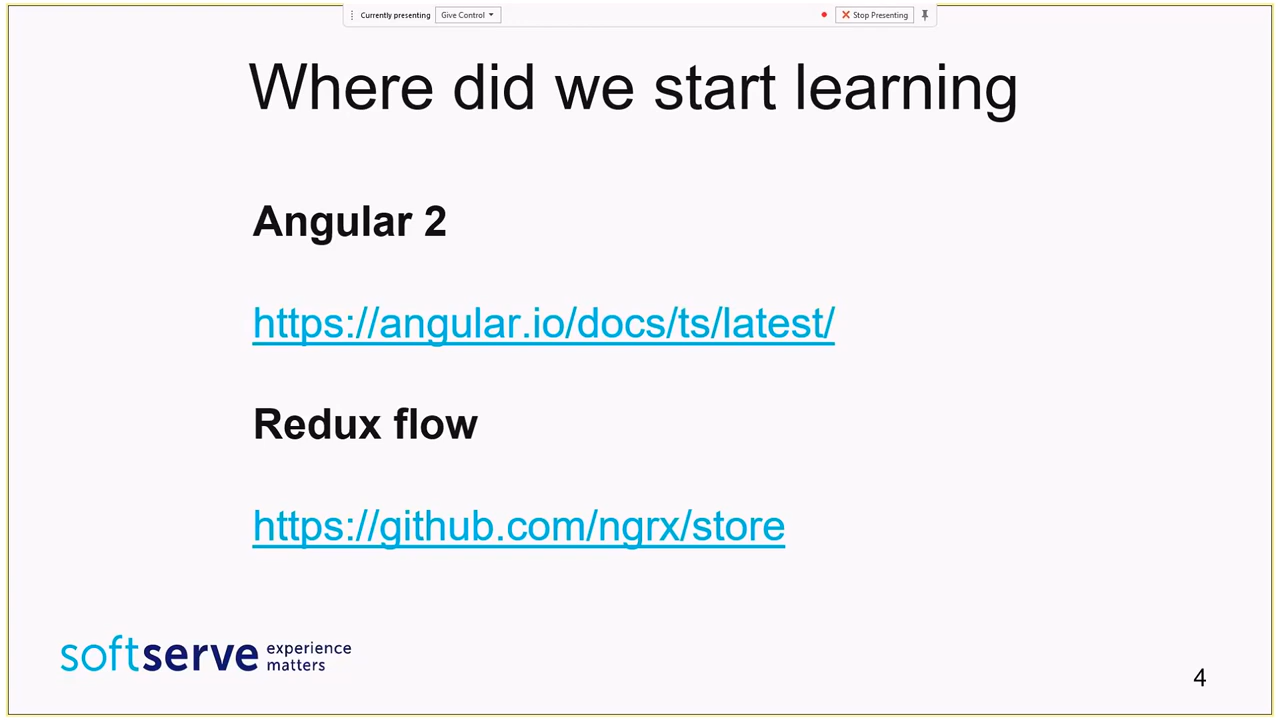 Currently presenting Give Control Stop Presenting
Where did we start learning
Angular 2
https://angular.io/docs/ts/latest/
Redux flow
https://github.com/ngrx/store
softserve experience
matters
4